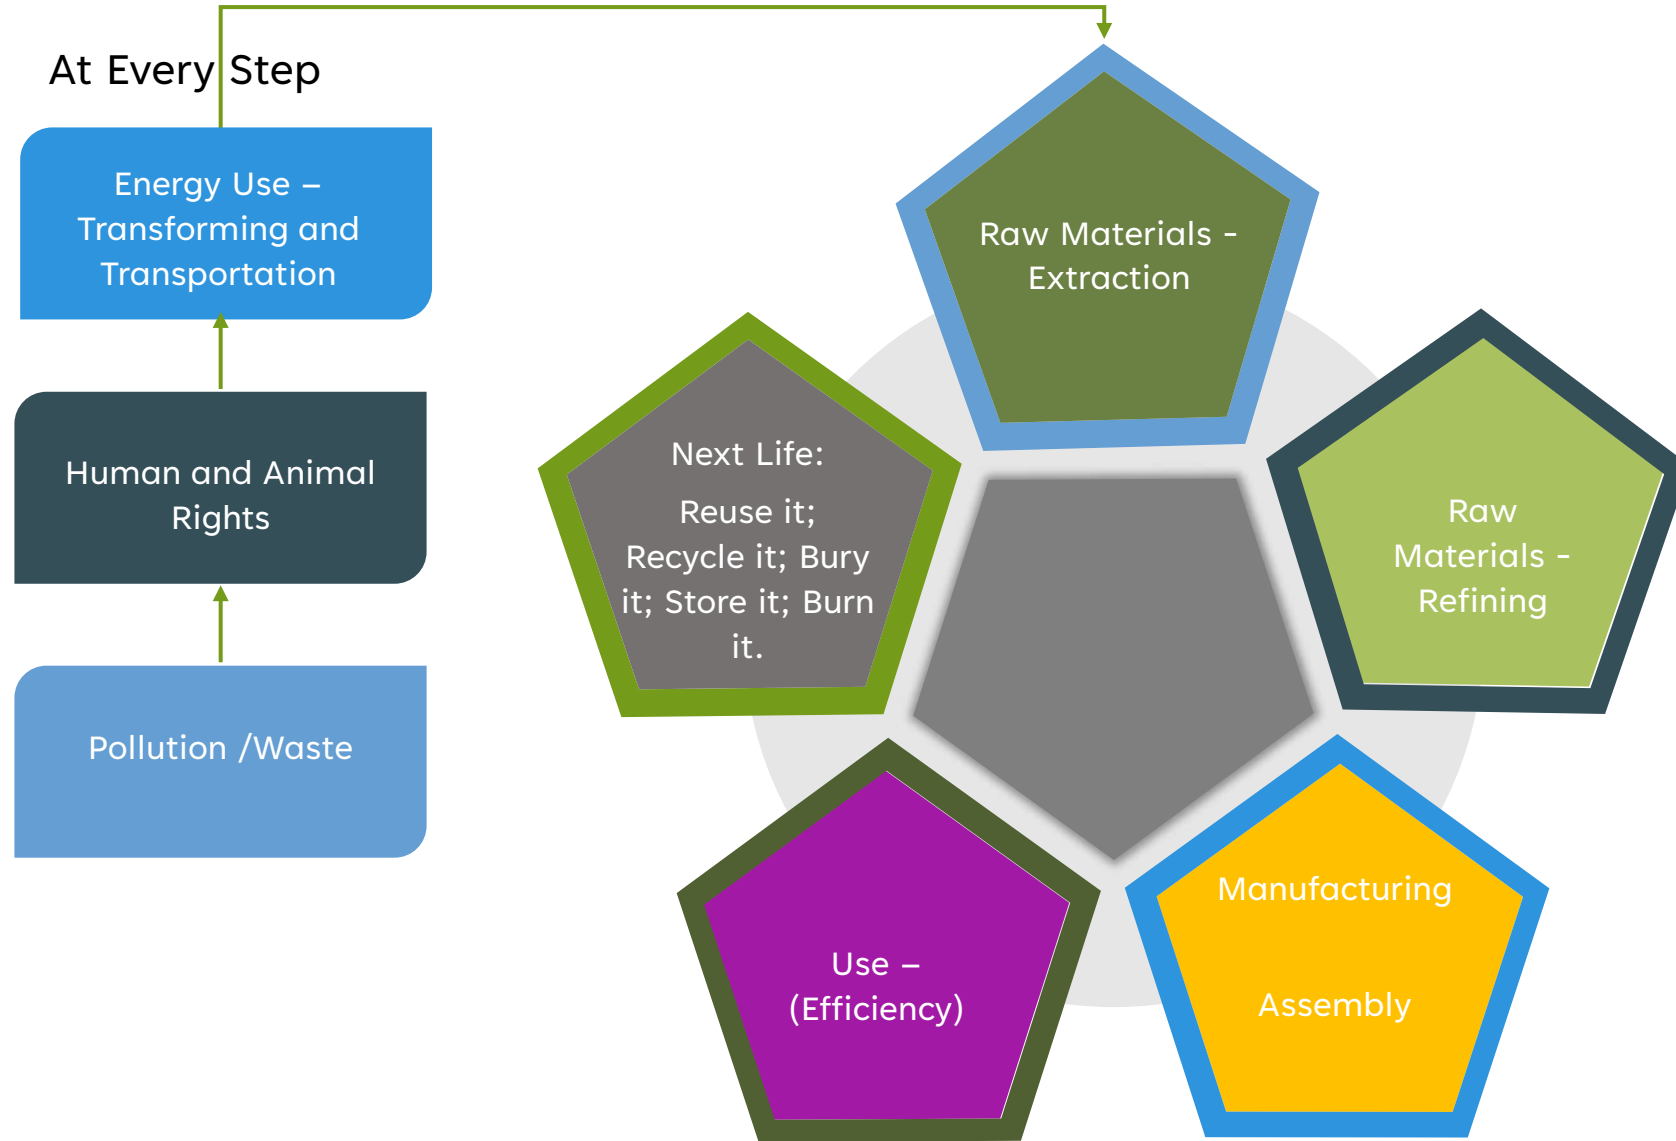 At Every Step
Energy Use –
Transforming and
Transportation
Human and Animal
Rights
Pollution /Waste
Raw Materials -
Extraction
Raw
Materials -
Refining
Manufacturing
Assembly
Use –
(Efficiency)
Next Life:
Reuse it;
Recycle it; Bury
it; Store it; Burn
it.